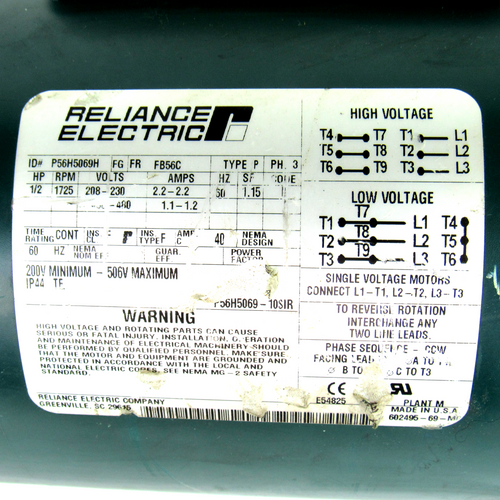 RELIANCE
ELECTRIC
ID# P56H5069H FG FR FB56C TYPE P PH. 3
HP RPM VOLTS AMPS HZ
1/2 1725 208-230 2.2-2.2 60 1.15
1.1-1.2
TIME RATING CONT INS CL F INS TYPE F 40 NEMA DESIGN
60 HZ NEMA NOM EFF GUAR. EFF POWER FACTOR
200V MINIMUM - 506V MAXIMUM
IP44
P56H5069-10SIR
WARNING
HIGH VOLTAGE AND ROTATING PARTS CAN CAUSE
SERIOUS OR FATAL INJURY. INSTALLATION,
AND MAINTENANCE OF ELECTRICAL MACHINERY SHOULD
BE PERFORMED BY QUALIFIED PERSONNEL. MAKE SURE
THAT THE MOTOR AND EQUIPMENT ARE GROUNDED AND
PROTECTED IN ACCORDANCE WITH THE LOCAL AND
NATIONAL ELECTRIC SEE NEMA MG-2 SAFETY
STANDARD.
RELIANCE ELECTRIC COMPANY
GREENVILLE, SC 29615
HIGH VOLTAGE
T4 T7 T1 L1
T5 T8 T2 L2
T6 T9 T3 L3
LOW VOLTAGE
T7
T1 L1 T4
T8
T2 L2 T5
T9
T3 L3 T6
SINGLE VOLTAGE MOTORS
CONNECT L1-T1, L2-T2, L3-T3
TO REVERSE ROTATION
INTERCHANGE ANY
TWO LINE LEADS.
PHASE SEQUENCE - CCW
FACING
B TO C TO T3
CE
E54825
PLANT M
MADE IN U.S.A
602495-69-